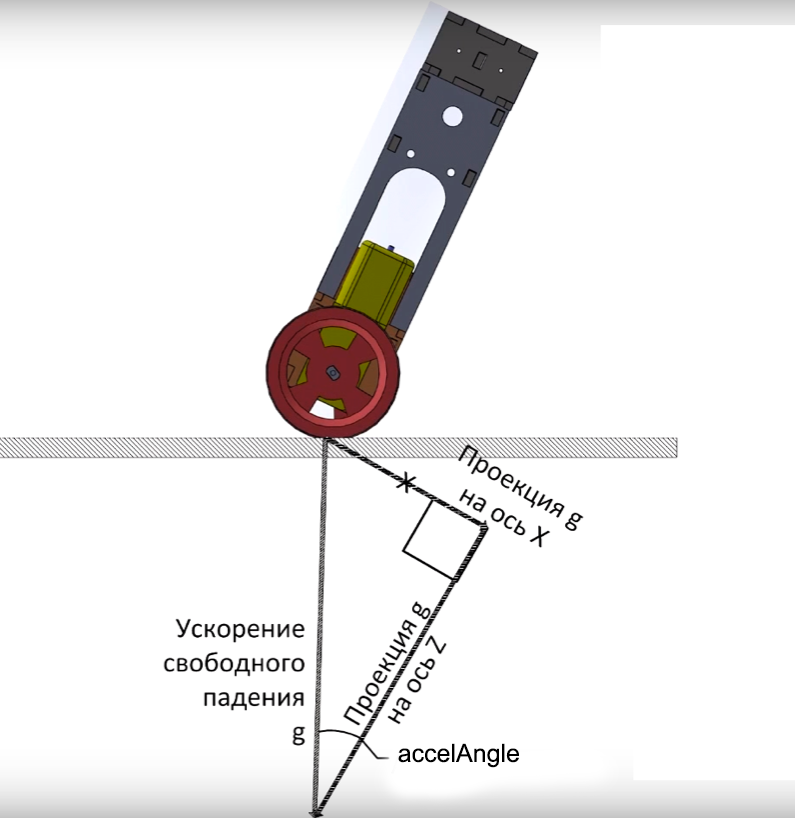 Проекция g
на ось X
X
Проекция g
на ось Z
Ускорение
свободного
падения
g
accelAngle